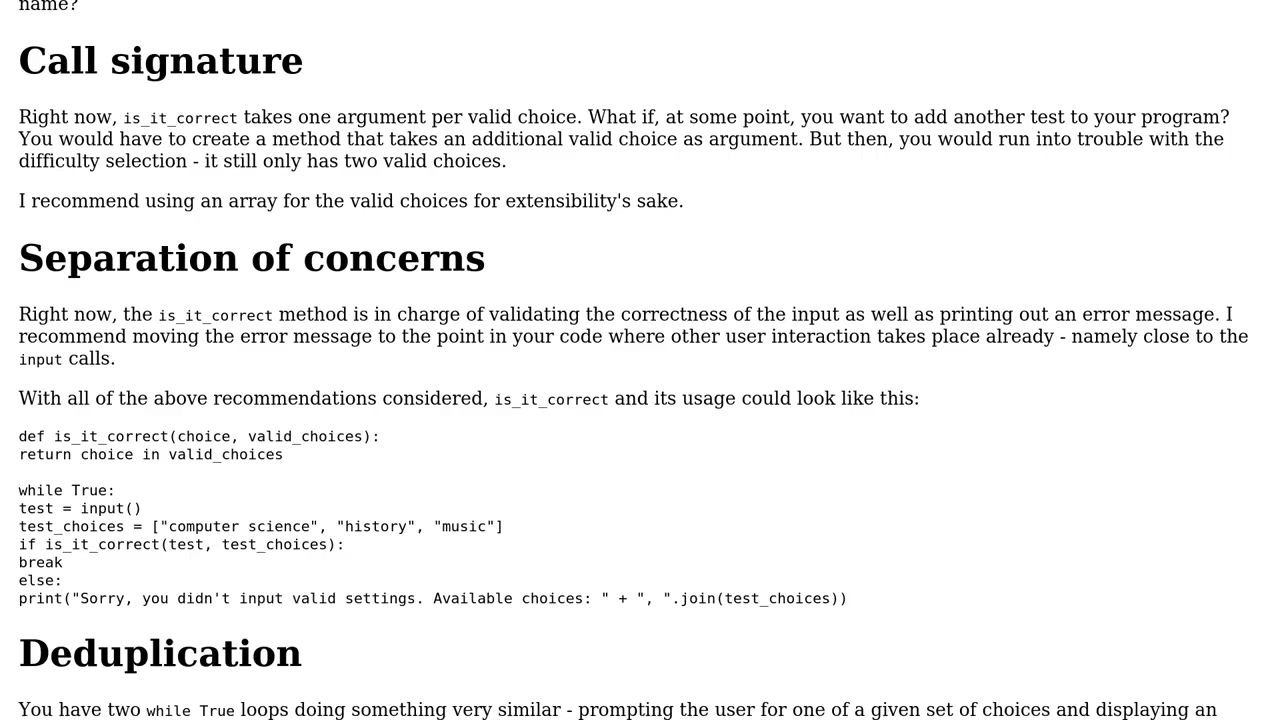 name?
Call signature
Right now, is_it_correct takes one argument per valid choice. What if, at some point, you want to add another test to your program?
You would have to create a method that takes an additional valid choice as argument. But then, you would run into trouble with the
difficulty selection - it still only has two valid choices.
I recommend using an array for the valid choices for extensibility's sake.
Separation of concerns
Right now, the is_it_correct method is in charge of validating the correctness of the input as well as printing out an error message. I
recommend moving the error message to the point in your code where other user interaction takes place already - namely close to the
input calls.
With all of the above recommendations considered, is_it_correct and its usage could look like this:
def is_it_correct(choice, valid_choices):
return choice in valid_choices
while True:
test = input()
test_choices = ["computer science", "history", "music"]
if is_it_correct(test, test_choices):
break
else:
print("Sorry, you didn't input valid settings. Available choices: " + ", ".join(test_choices))
Deduplication
You have two while True loops doing something very similar - prompting the user for one of a given set of choices and displaying an